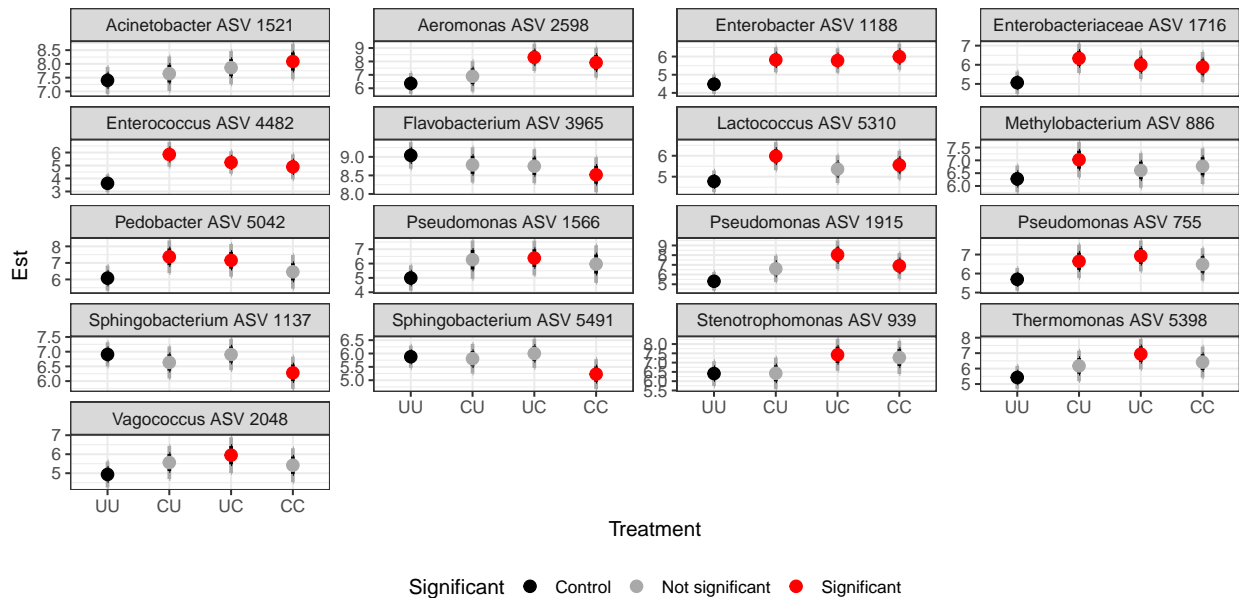 Acinetobacter ASV 1521
Aeromonas ASV 2598
Enterobacter ASV 1188
Enterobacteriaceae ASV 1716
8.5
8.0
7.5
7.0
9
8
7
6
6
5
4
7
6
5
Enterococcus ASV 4482
Flavobacterium ASV 3965
Lactococcus ASV 5310
Methylobacterium ASV 886
6
5
4
3
9.0
8.5
8.0
6
5
7.5
7.0
6.5
6.0
Pedobacter ASV 5042
Pseudomonas ASV 1566
Pseudomonas ASV 1915
Pseudomonas ASV 755
8
7
6
7
6
5
4
9
8
7
6
5
7
6
5
Sphingobacterium ASV 1137
Sphingobacterium ASV 5491
Stenotrophomonas ASV 939
Thermomonas ASV 5398
7.5
7.0
6.5
6.0
6.5
6.0
5.5
5.0
8.0
7.5
7.0
6.5
6.0
5.5
8
7
6
5
UU CU UC CC
UU CU UC CC
UU CU UC CC
Vagococcus ASV 2048
7
6
5
UU CU UC CC
Est
Treatment
Significant Control Not significant Significant